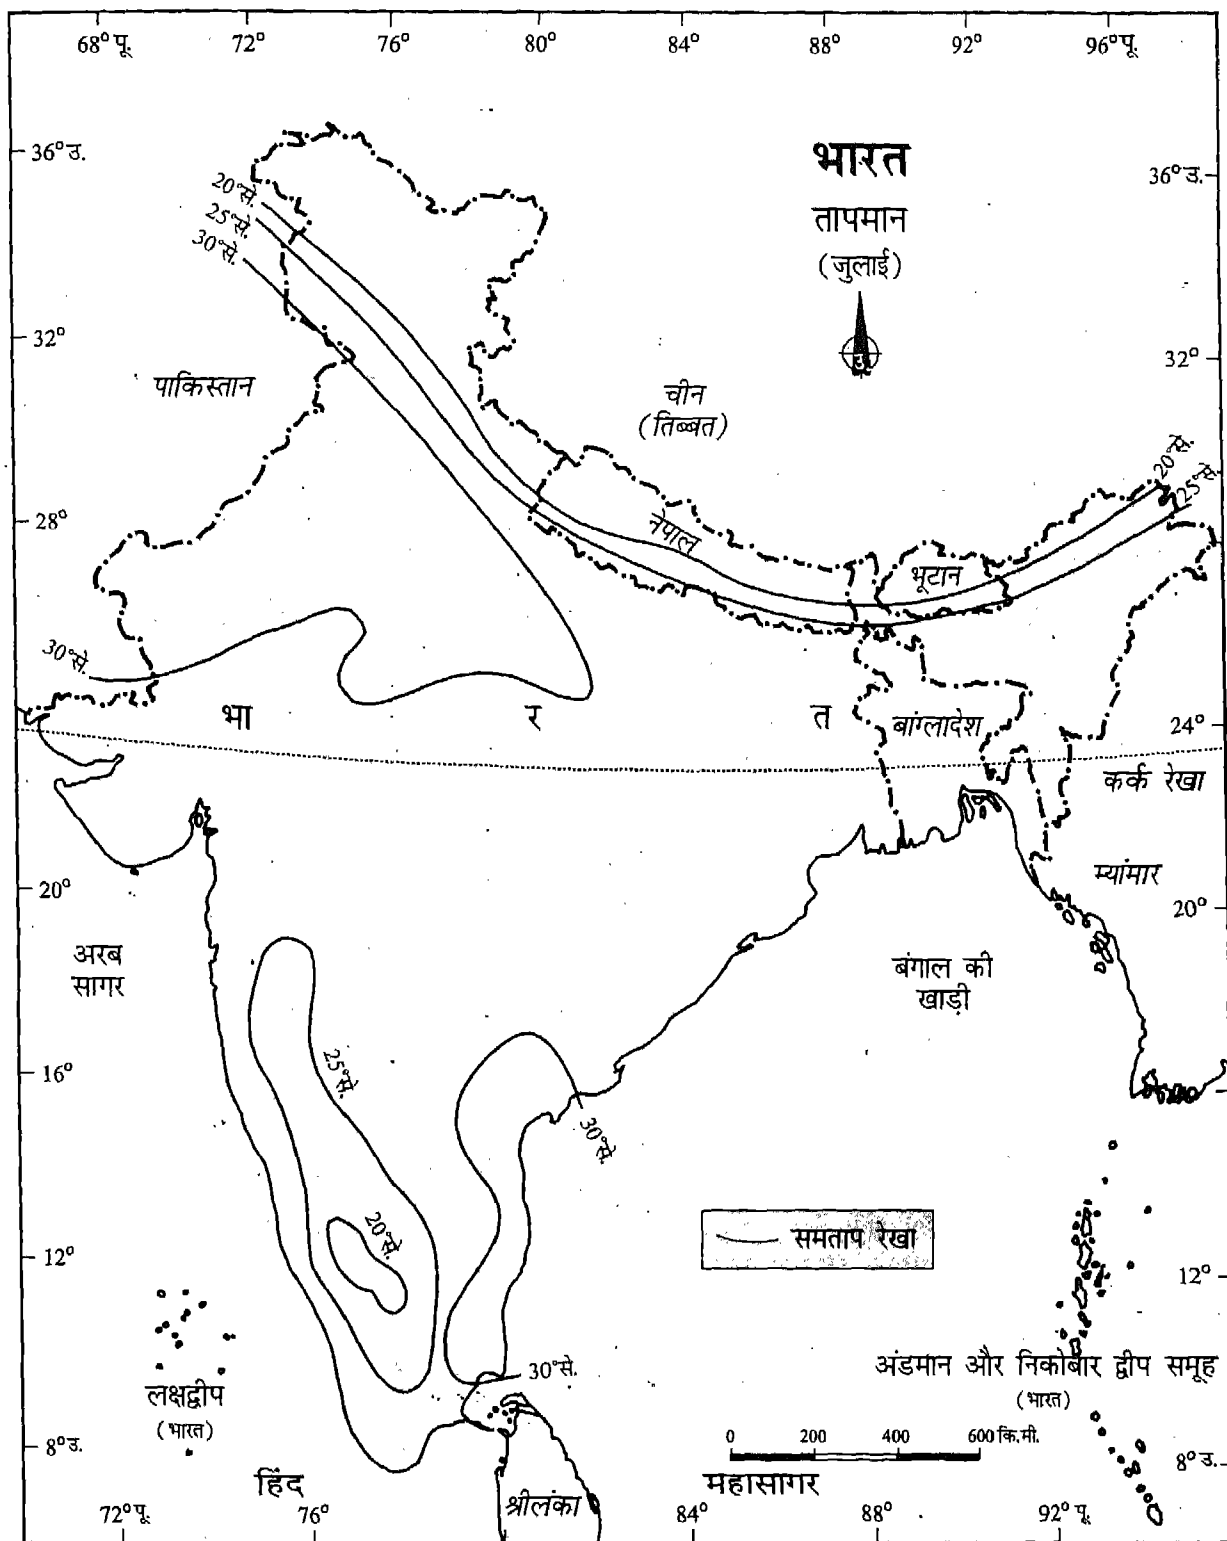 68° पू.
72°
76°
80°
84°
88°
92°
96° पू.
36° उ.
भारत
36° उ.
तापमान
(जुलाई)
20°से.
25°से.
30°से.
32°
32°
पाकिस्तान
चीन
(तिब्बत)
20°से.
25°से.
28°
नेपाल
भूटान
30°से.
भा
र
त
बांग्लादेश
24°
कर्क रेखा
म्यांमार
20°
20°
अरब
सागर
बंगाल की
खाड़ी
16°
25°से.
30°से.
20°से.
समताप रेखा
12°
12°
30°से.
अंडमान और निकोबार द्वीप समूह
(भारत)
लक्षद्वीप
(भारत)
0 200 400 600 कि.मी.
8° उ.
8° उ.
हिंद
महासागर
श्रीलंका
72° पू.
76°
84°
88°
92° पू.